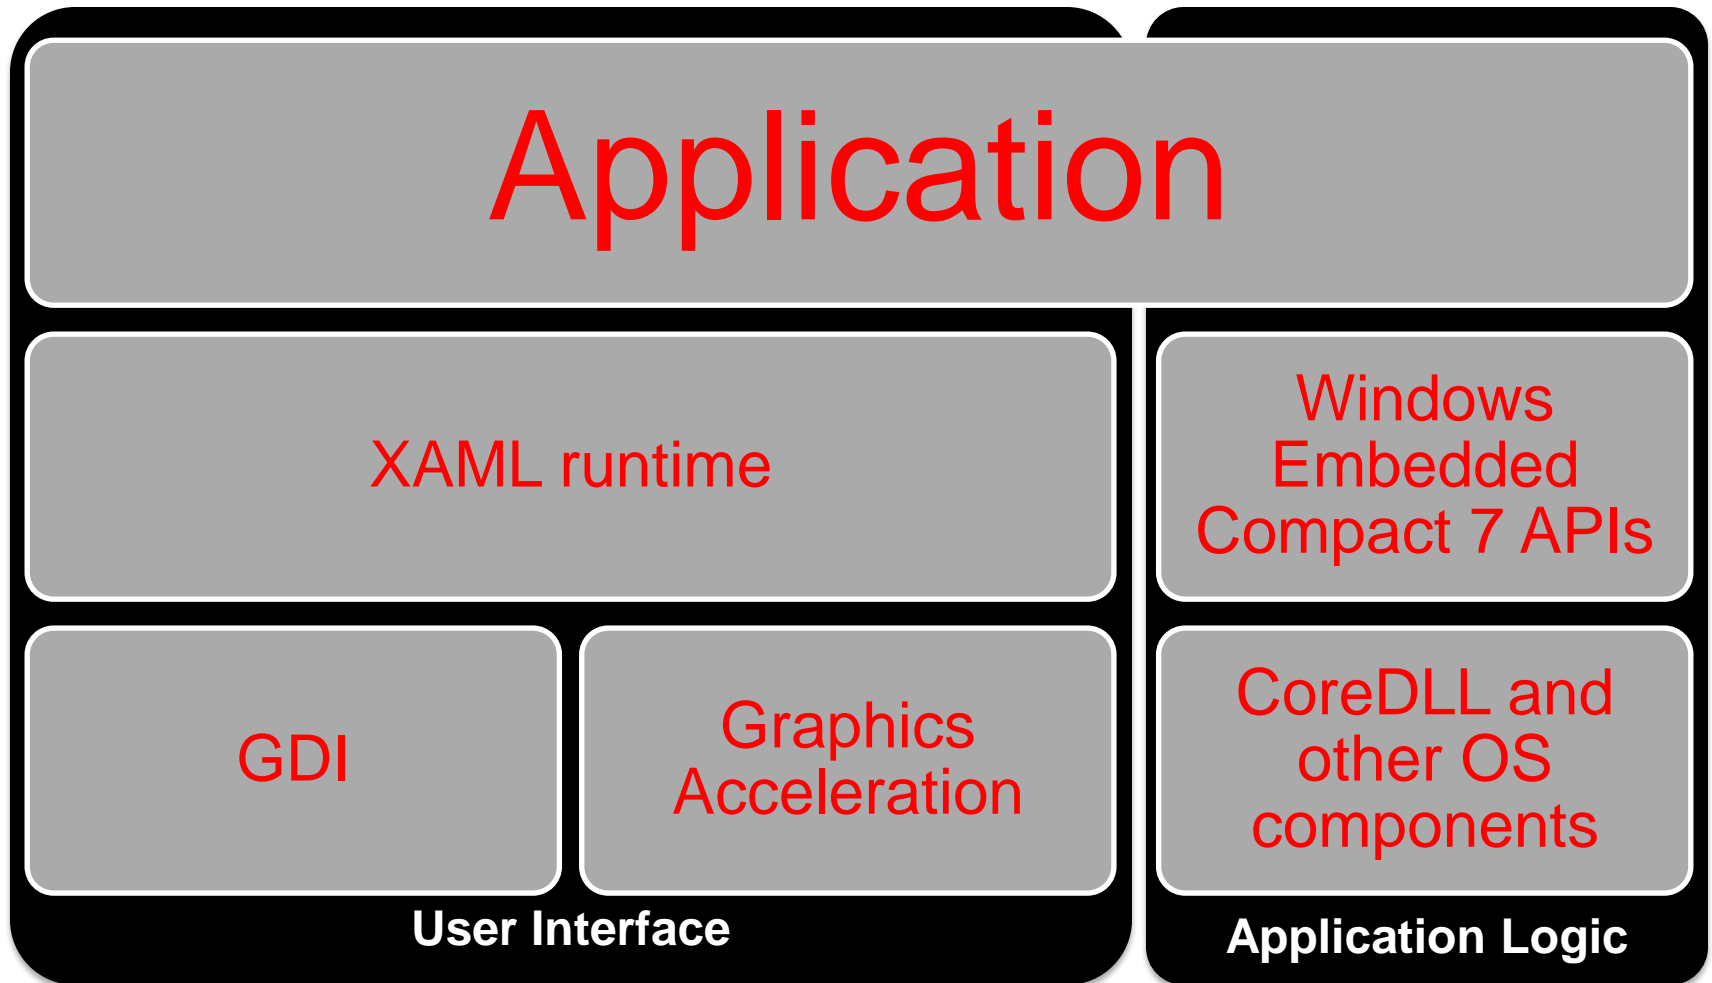 Application
XAML runtime
Windows
Embedded
Compact 7 APIs
GDI
Graphics
Acceleration
CoreDLL and
other OS
components
User Interface
Application Logic